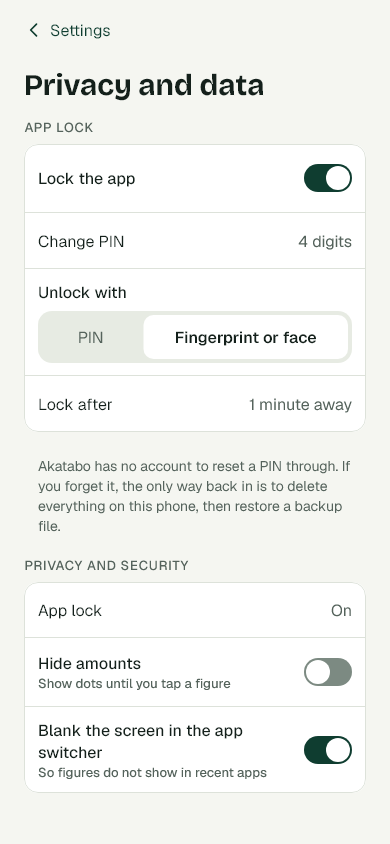 Settings
Privacy and data
APP LOCK
Lock the app
Change PIN
4 digits
Unlock with
PIN
Fingerprint or face
Lock after
1 minute away
Akatabo has no account to reset a PIN through. If
you forget it, the only way back in is to delete
everything on this phone, then restore a backup
file.
PRIVACY AND SECURITY
App lock
On
Hide amounts
Show dots until you tap a figure
Blank the screen in the app
switcher
So figures do not show in recent apps